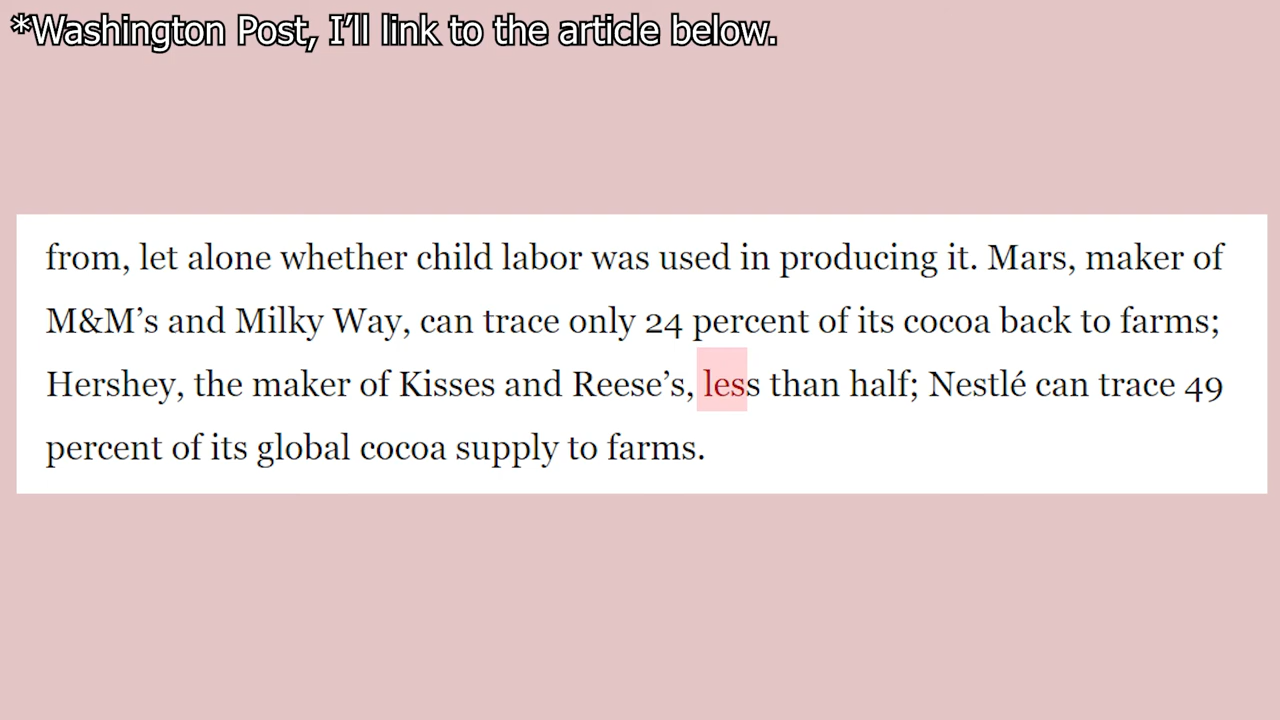 *Washington Post, I’ll link to the article below.
from, let alone whether child labor was used in producing it. Mars, maker of
M&M’s and Milky Way, can trace only 24 percent of its cocoa back to farms;
Hershey, the maker of Kisses and Reese’s, less than half; Nestlé can trace 49
percent of its global cocoa supply to farms.